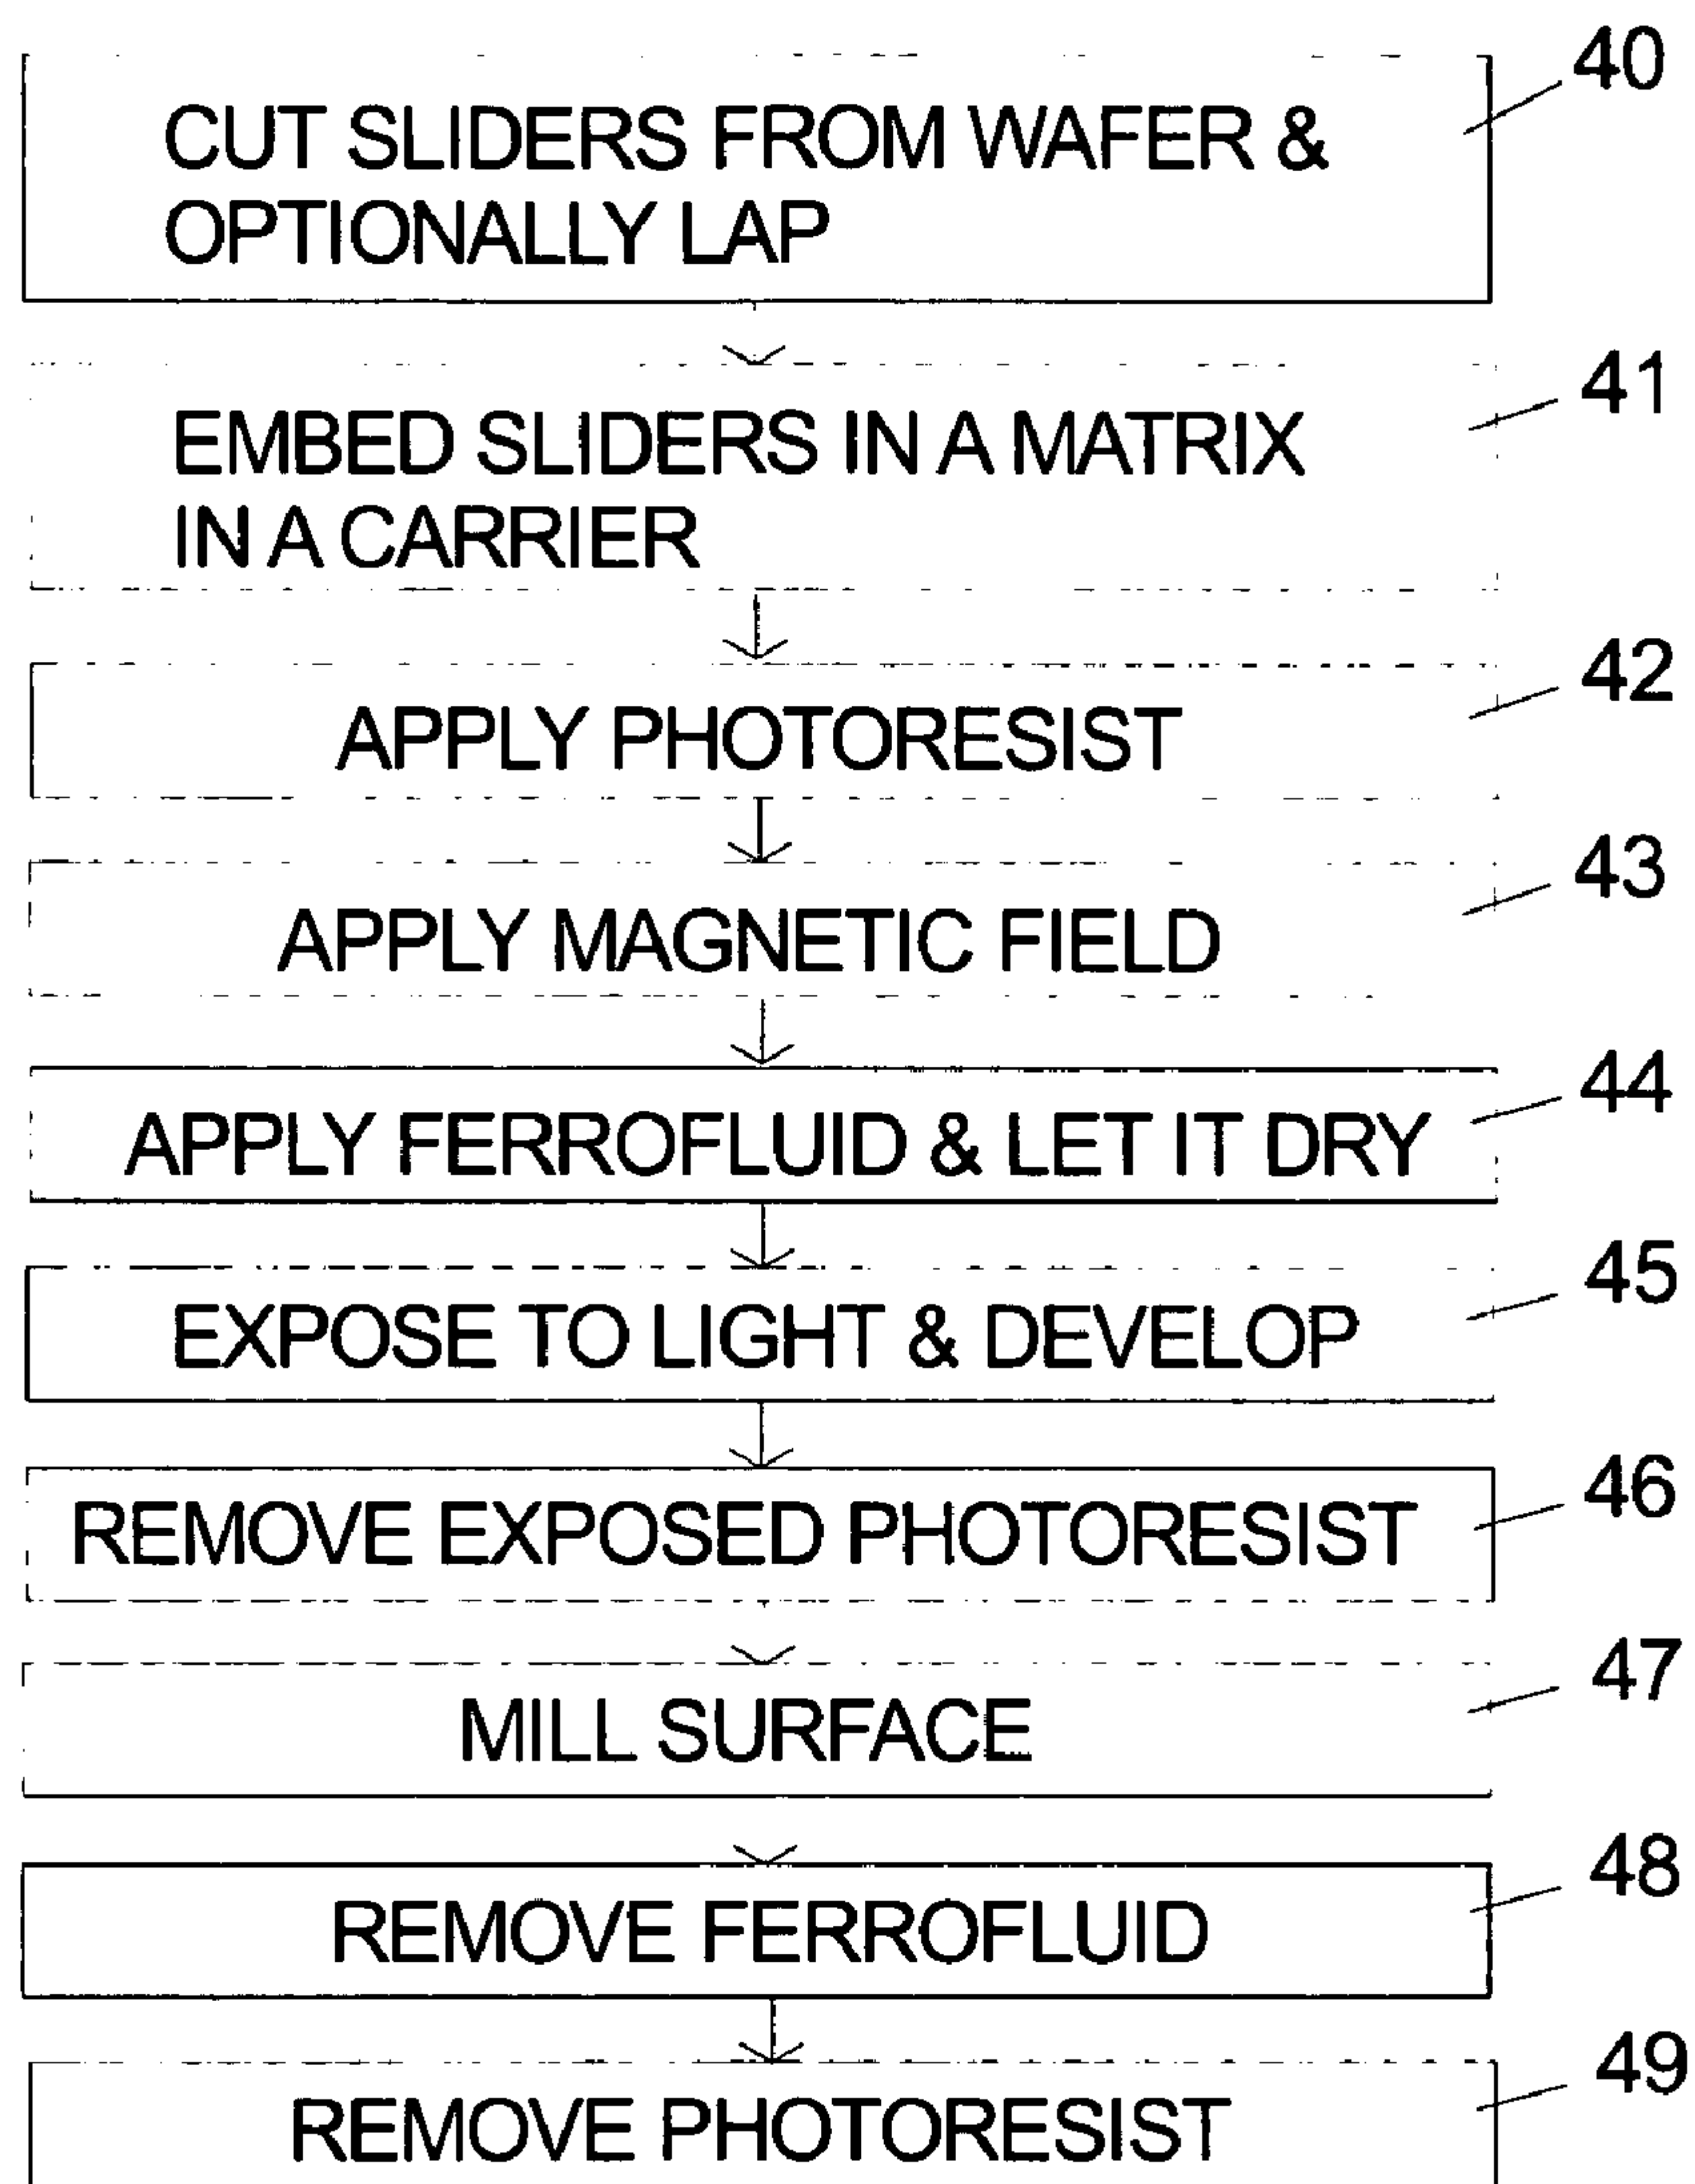 40
CUT SLIDERS FROM WAFER &
OPTIONALLY LAP
41
EMBED SLIDERS IN A MATRIX
IN A CARRIER
42
APPLY PHOTORESIST
43
APPLY MAGNETIC FIELD
44
APPLY FERROFLUID & LET IT DRY
45
EXPOSE TO LIGHT & DEVELOP
46
REMOVE EXPOSED PHOTORESIST
47
MILL SURFACE
48
REMOVE FERROFLUID
49
REMOVE PHOTORESIST